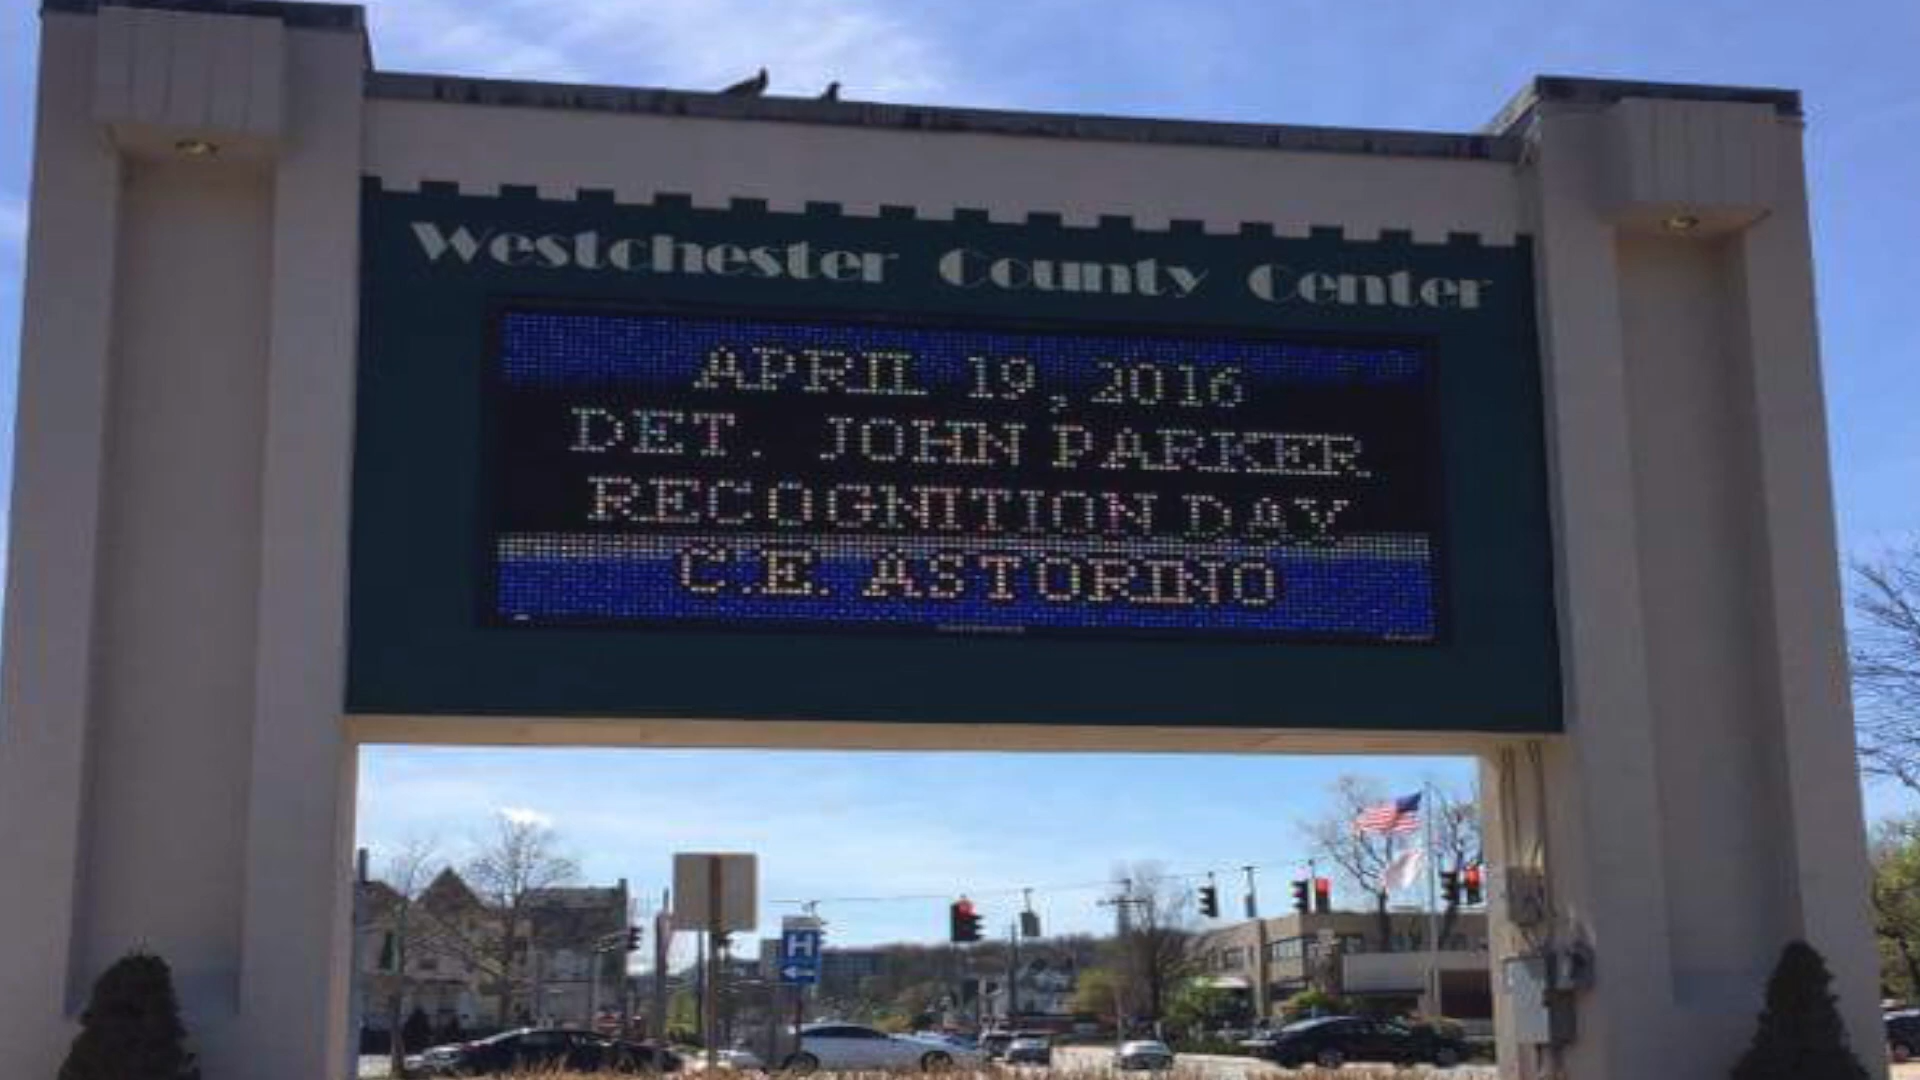 Westchester County Center
APRIL 19, 2016
DET. JOHN PARKER
RECOGNITION DAY
C.E. ASTORINO
H